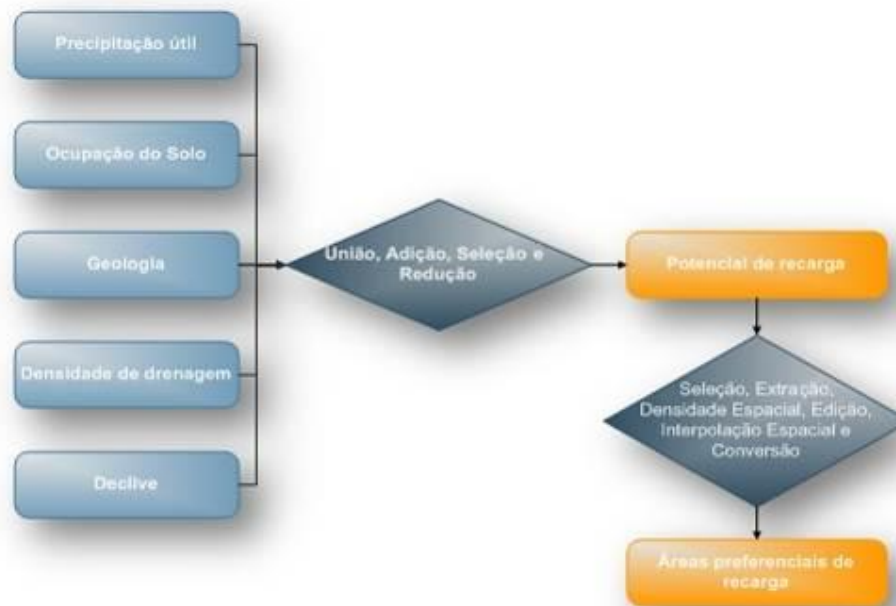 Precipitação útil
Ocupação do Solo
Geologia
Densidade de drenagem
Declive
União, Adição, Seleção e
Redução
Potencial de recarga
Seleção, Extração,
Densidade Espacial, Edição,
Interpolação Espacial e
Conversão
Áreas preferenciais de
recarga